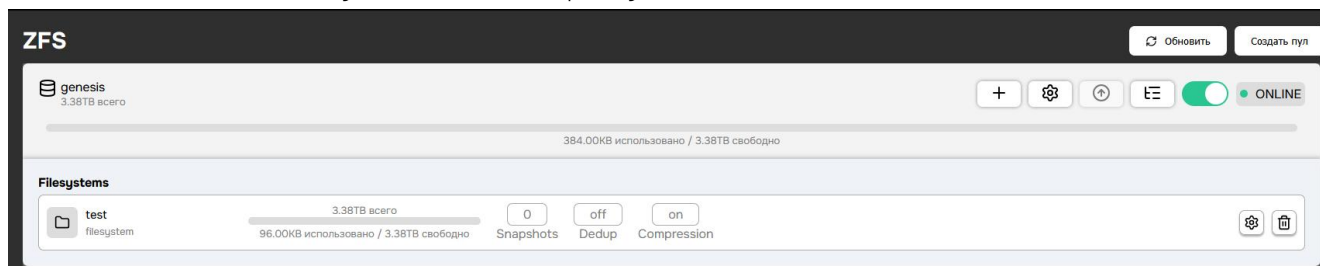 ZFS
Обновить
Создать пул
genesis
3.38TB всего
ONLINE
384.00KB использовано / 3.38TB свободно
Filesystems
test
filesystem
3.38TB всего
96.00KB использовано / 3.38TB свободно
0
Snapshots
off
Dedup
on
Compression